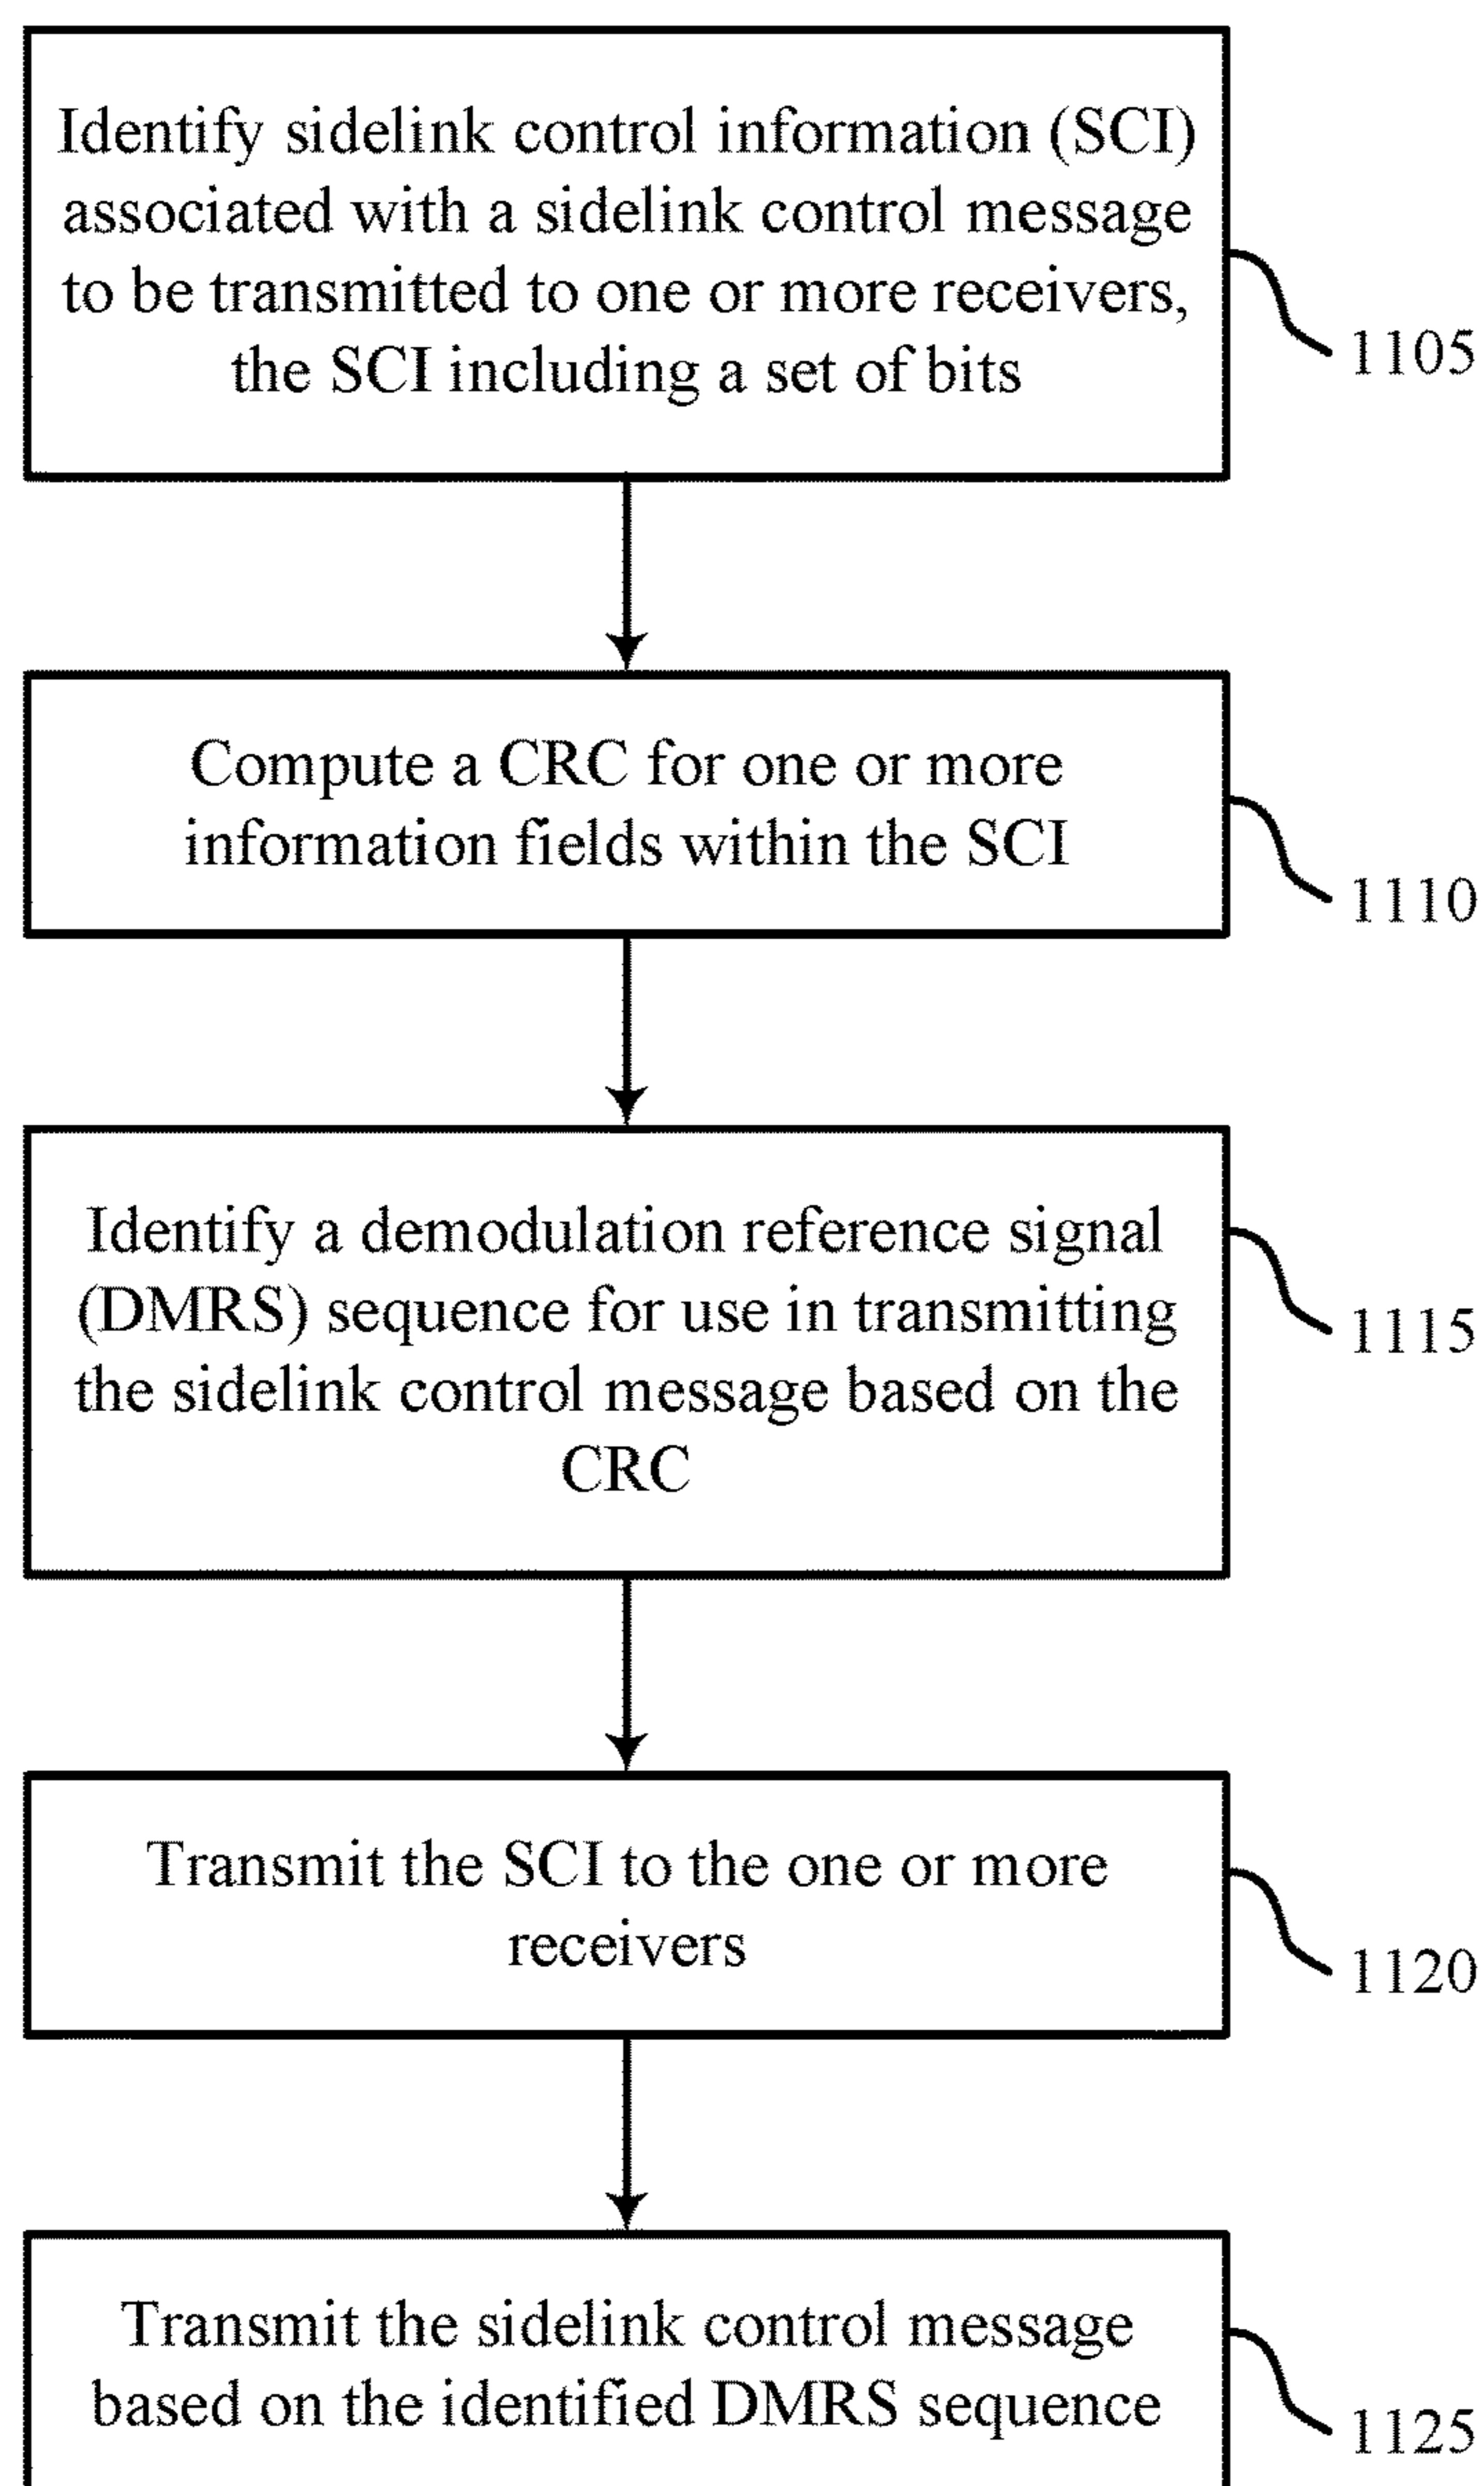 Identify sidelink control information (SCI)
associated with a sidelink control message
to be transmitted to one or more receivers,
the SCI including a set of bits
1105
Compute a CRC for one or more
information fields within the SCI
1110
Identify a demodulation reference signal
(DMRS) sequence for use in transmitting
the sidelink control message based on the
CRC
1115
Transmit the SCI to the one or more
receivers
1120
Transmit the sidelink control message
based on the identified DMRS sequence
1125